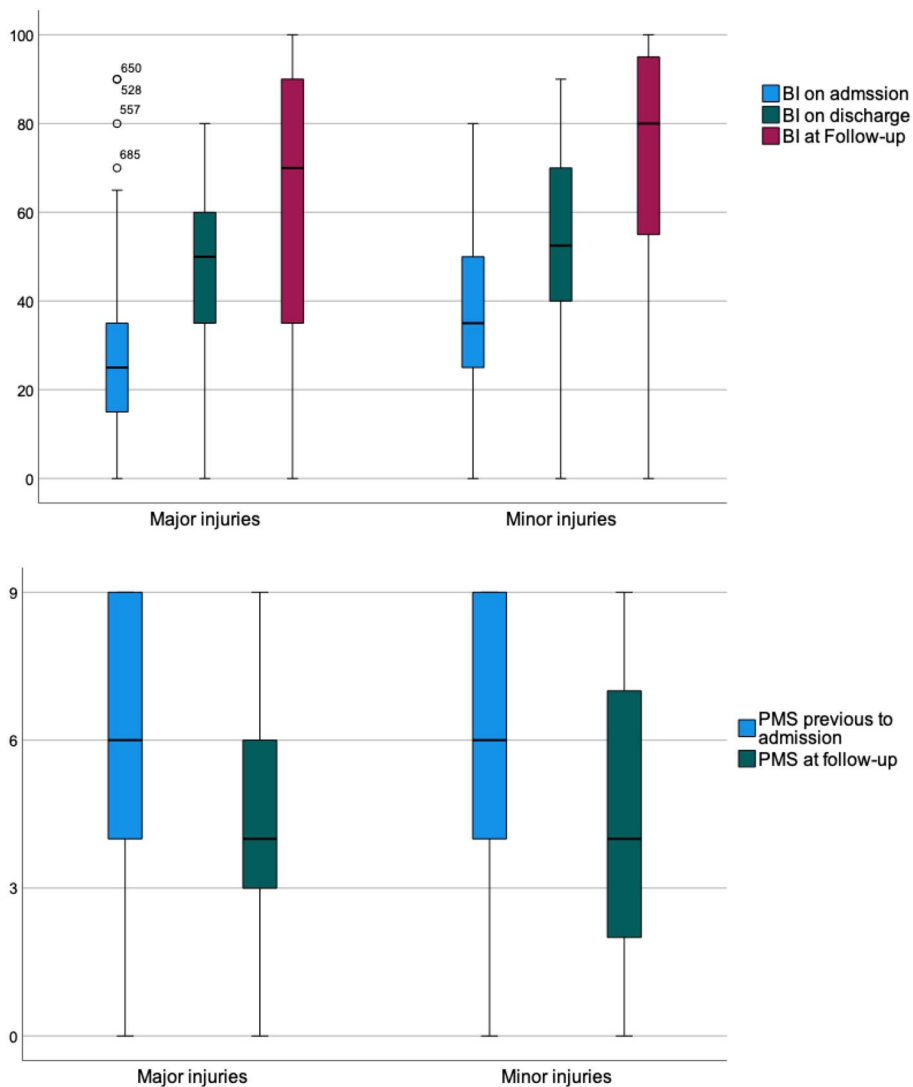 100
80
60
40
20
0
650
528
557
685
Major injuries
Minor injuries
BI on admssion
BI on discharge
BI at Follow-up
9
6
3
0
Major injuries
Minor injuries
PMS previous to
admission
PMS at follow-up